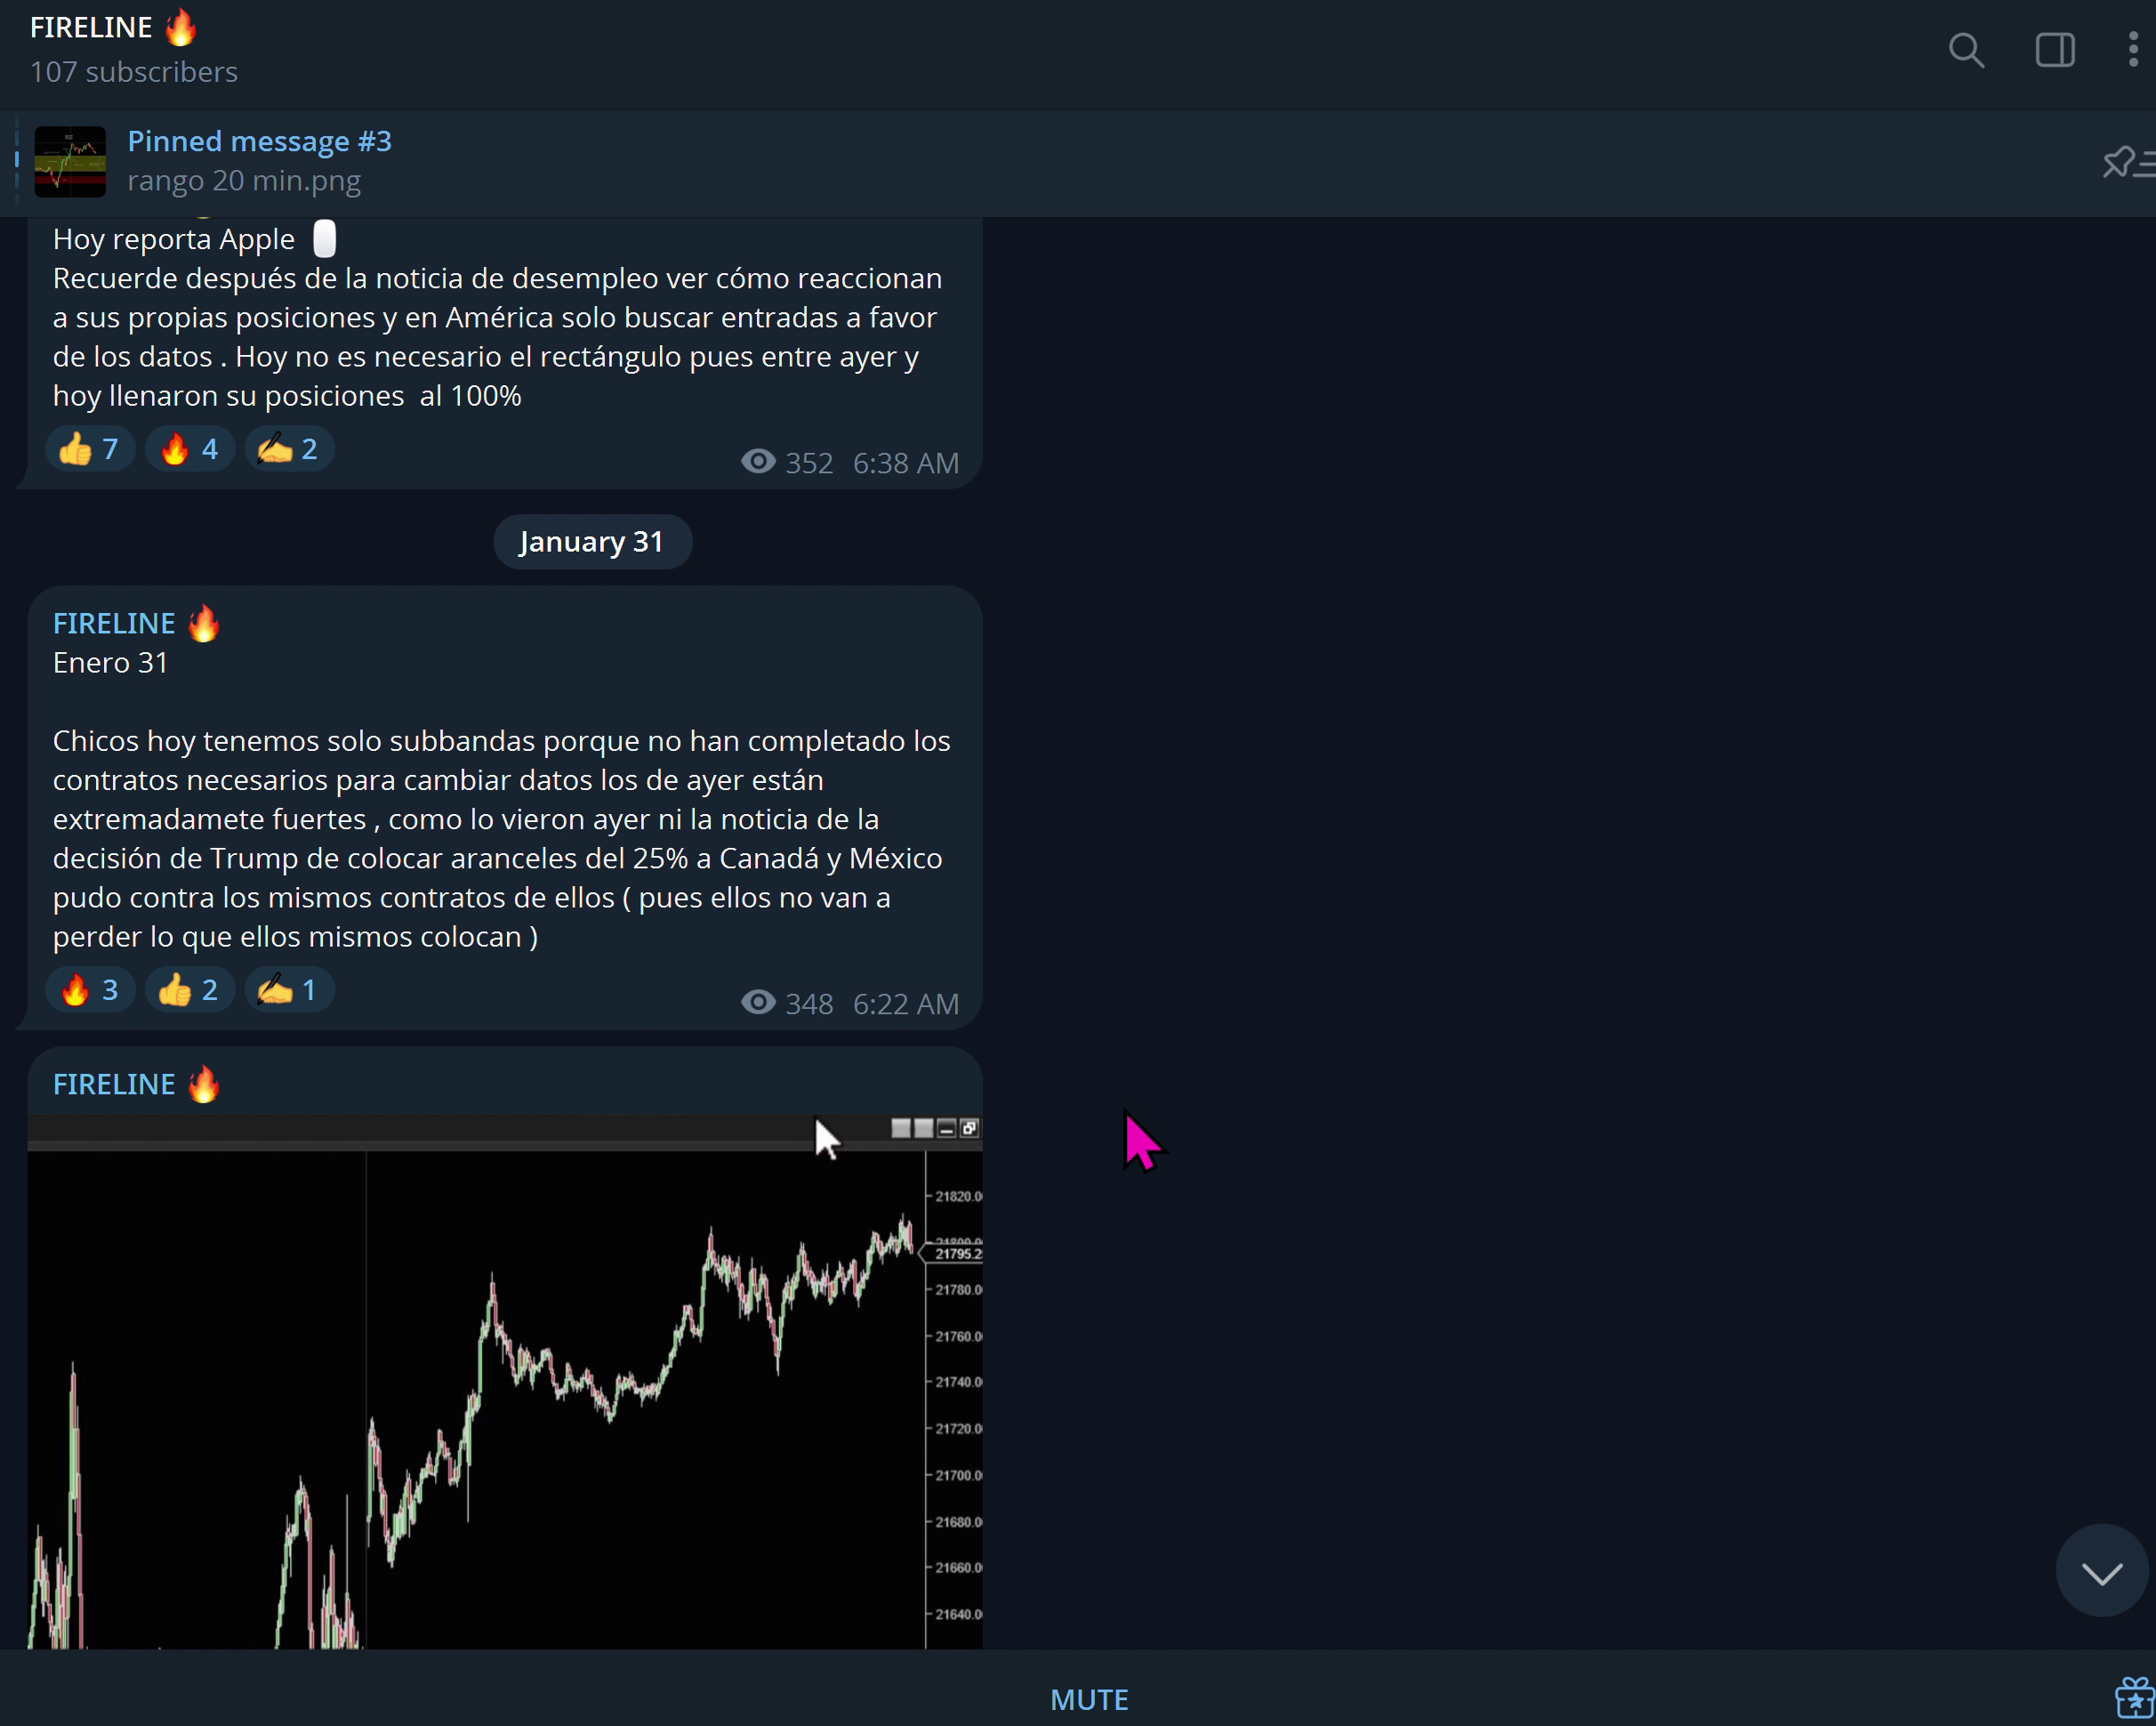 FIRELINE 🔥
107 subscribers
Pinned message #3
rango 20 min.png
Hoy reporta Apple
Recuerde después de la noticia de desempleo ver cómo reaccionan
a sus propias posiciones y en América solo buscar entradas a favor
de los datos . Hoy no es necesario el rectángulo pues entre ayer y
hoy llenaron su posiciones  al 100%
👍 7 🔥 4 ✍️ 2
352 6:38 AM
January 31
FIRELINE 🔥
Enero 31
Chicos hoy tenemos solo subbandas porque no han completado los
contratos necesarios para cambiar datos los de ayer están
extremadamete fuertes , como lo vieron ayer ni la noticia de la
decisión de Trump de colocar aranceles del 25% a Canadá y México
pudo contra los mismos contratos de ellos ( pues ellos no van a
perder lo que ellos mismos colocan )
🔥 3 👍 2 ✍️ 1
348 6:22 AM
FIRELINE 🔥
21820.0
21795.2
21780.0
21760.0
21740.0
21720.0
21700.0
21680.0
21660.0
21640.0
MUTE